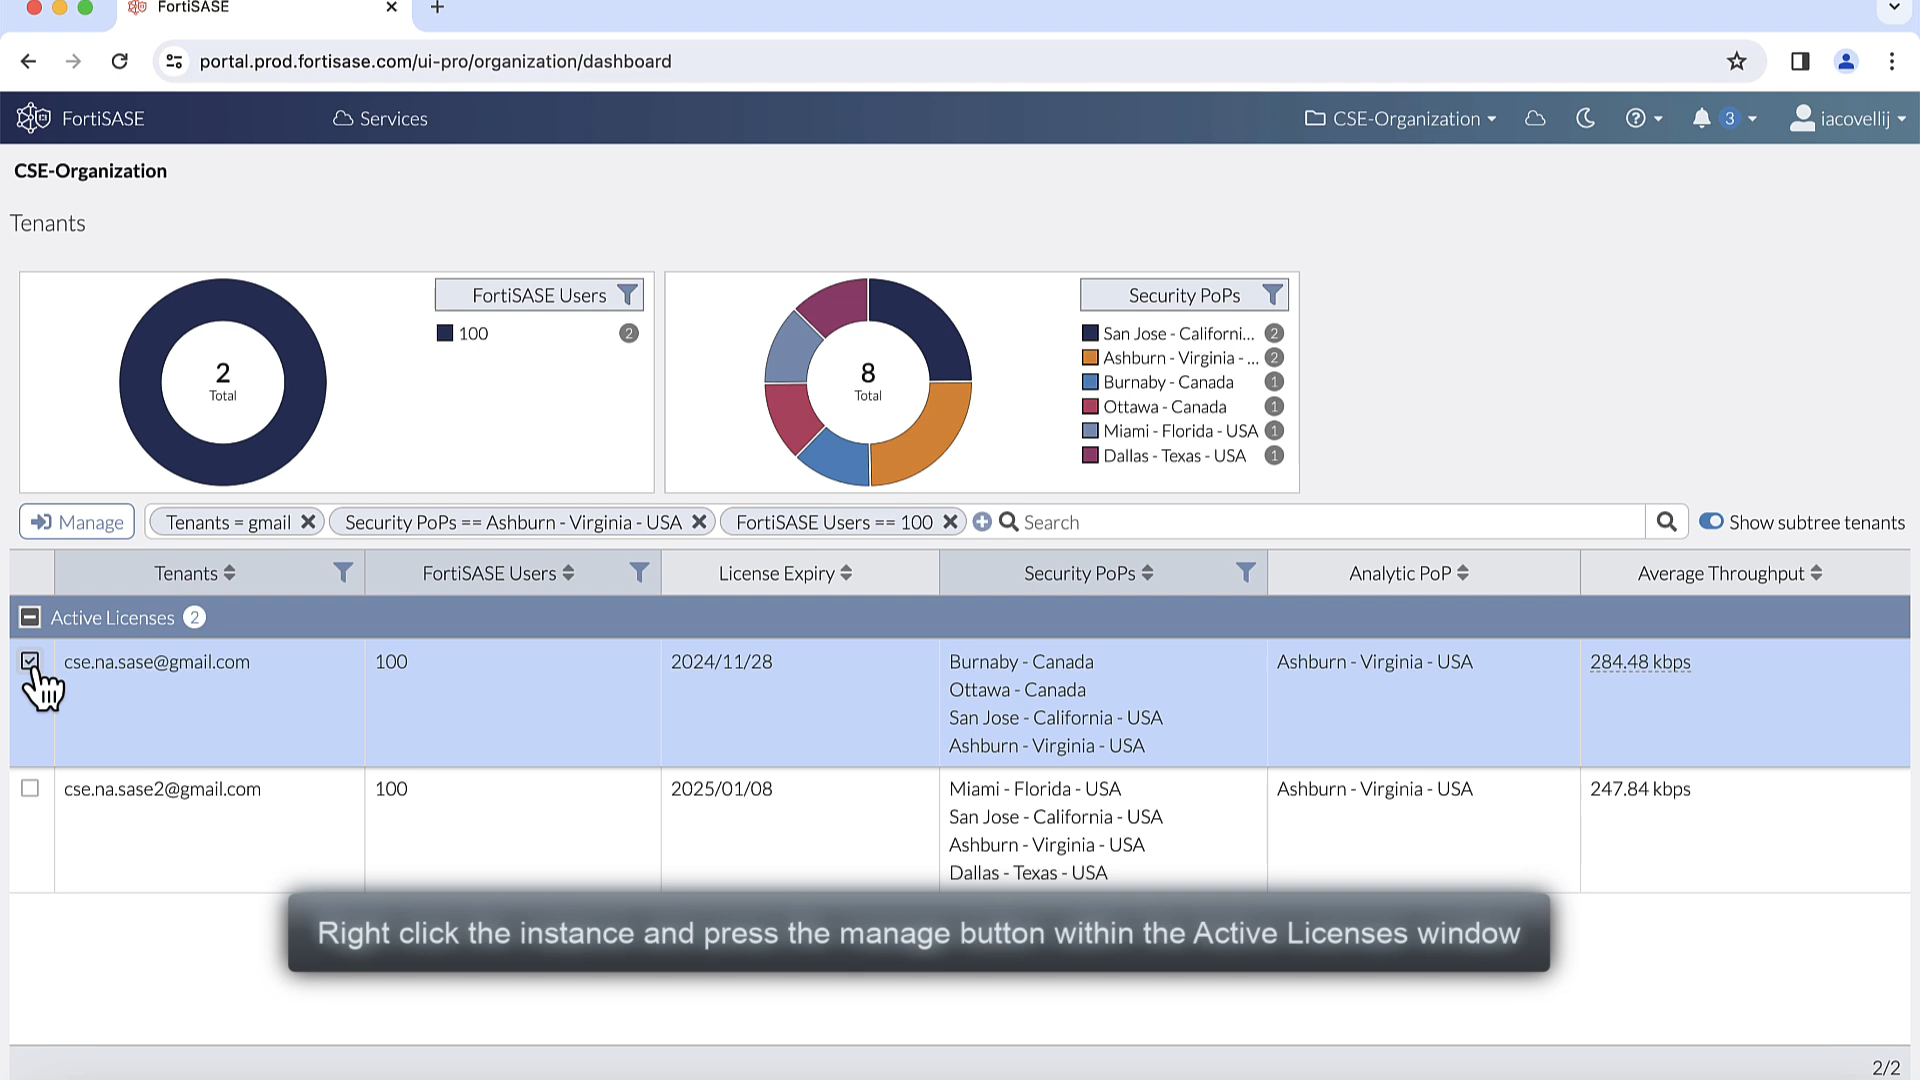 FortiSASE
portal.prod.fortisase.com/ui-pro/organization/dashboard
FortiSASE
Services
CSE-Organization
3
iacovellij
CSE-Organization
Tenants
2
Total
FortiSASE Users
100 2
8
Total
Security PoPs
San Jose - Californi... 2
Ashburn - Virginia - ... 2
Burnaby - Canada 1
Ottawa - Canada 1
Miami - Florida - USA 1
Dallas - Texas - USA 1
Manage
Tenants = gmail
Security PoPs == Ashburn - Virginia - USA
FortiSASE Users == 100
Search
Show subtree tenants
Tenants FortiSASE Users License Expiry Security PoPs Analytic PoP Average Throughput
Active Licenses 2
cse.na.sase@gmail.com 100 2024/11/28 Burnaby - Canada Ashburn - Virginia - USA 284.48 kbps
Ottawa - Canada
San Jose - California - USA
Ashburn - Virginia - USA
cse.na.sase2@gmail.com 100 2025/01/08 Miami - Florida - USA Ashburn - Virginia - USA 247.84 kbps
San Jose - California - USA
Ashburn - Virginia - USA
Dallas - Texas - USA
Right click the instance and press the manage button within the Active Licenses window
2/2